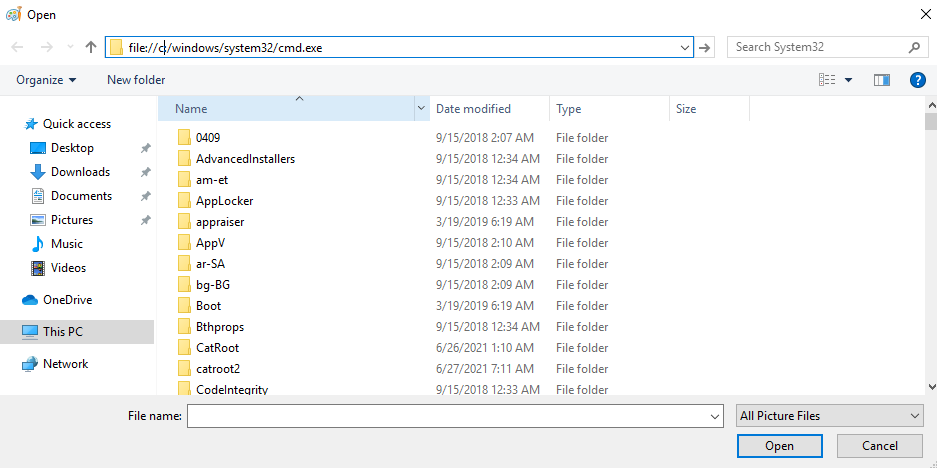 Open
file://c:/windows/system32/cmd.exe
Search System32
Organize
New folder
Name
Date modified
Type
Size
Quick access
Desktop
Downloads
Documents
Pictures
Music
Videos
OneDrive
This PC
Network
0409 9/15/2018 2:07 AM File folder
AdvancedInstallers 9/15/2018 12:34 AM File folder
am-et 9/15/2018 12:34 AM File folder
AppLocker 9/15/2018 12:33 AM File folder
appraiser 3/19/2019 6:19 AM File folder
AppV 9/15/2018 2:10 AM File folder
ar-SA 9/15/2018 2:09 AM File folder
bg-BG 9/15/2018 2:09 AM File folder
Boot 3/19/2019 6:19 AM File folder
Bthprops 9/15/2018 12:34 AM File folder
CatRoot 6/26/2021 1:10 AM File folder
catroot2 6/27/2021 7:11 AM File folder
CodeIntegrity 9/15/2018 12:33 AM File folder
File name:
All Picture Files
Open
Cancel